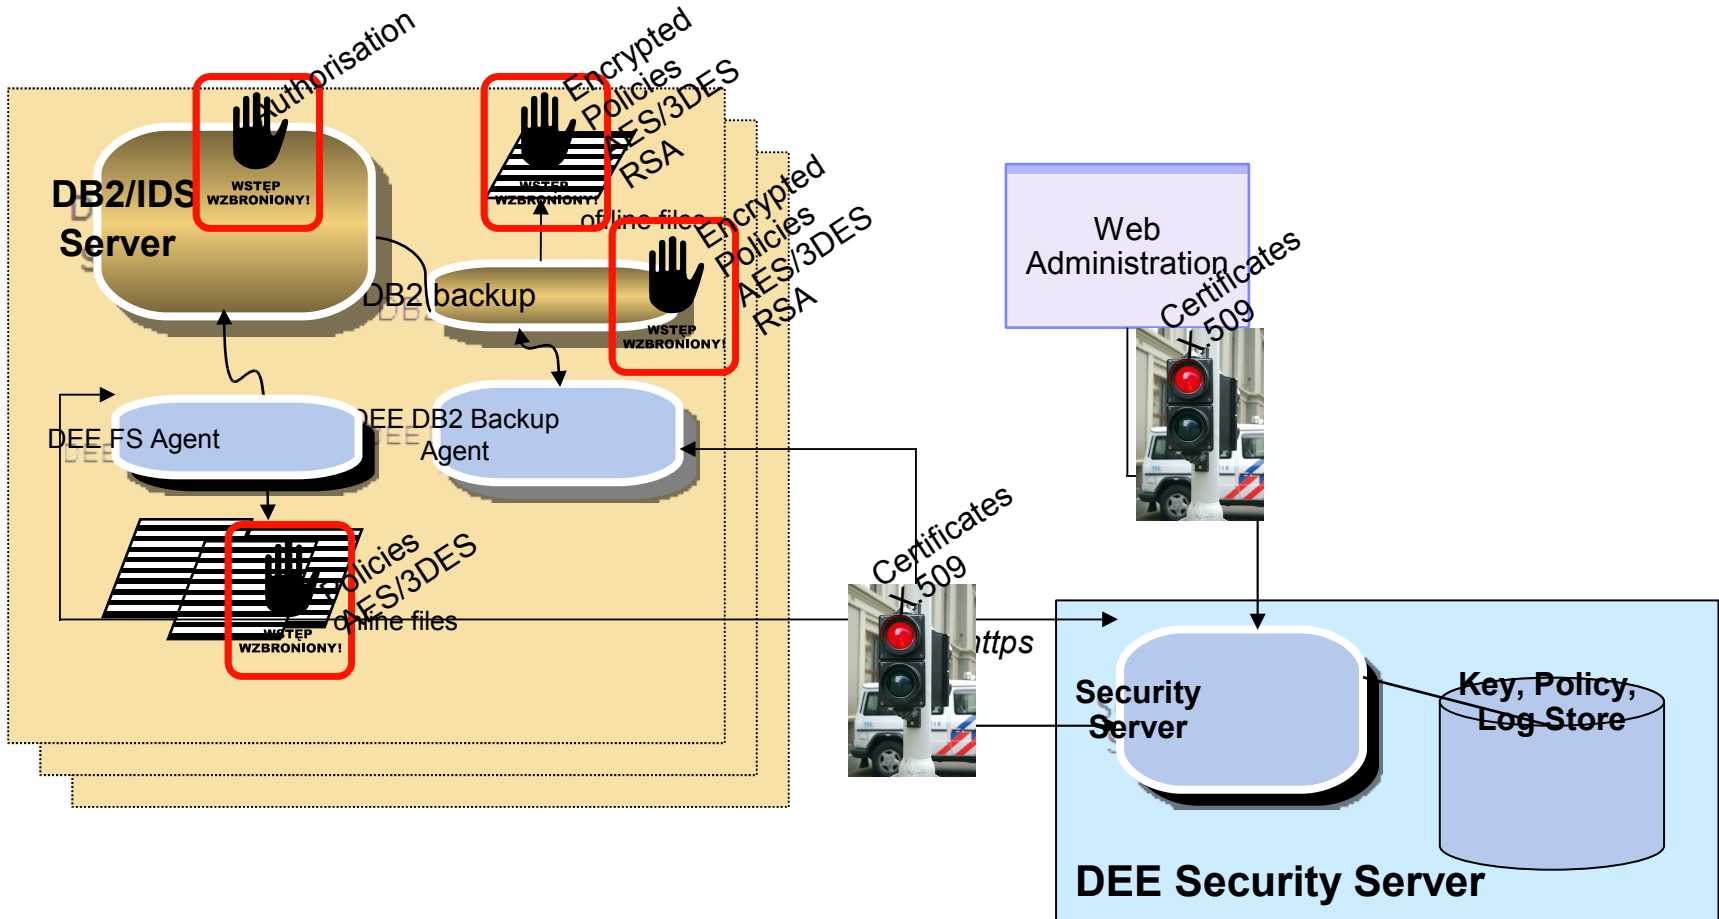 Authorisation
WSTĘP
WZBRONIONY!
DB2/IDS
Server
Encrypted
Policies
AES/3DES
RSA
WSTĘP
WZBRONIONY!
offline files
DB2 backup
Encrypted
Policies
AES/3DES
RSA
WSTĘP
WZBRONIONY!
DEE FS Agent
DEE DB2 Backup
Agent
Policies
AES/3DES
online files
WSTĘP
WZBRONIONY!
Web
Administration
Certificates
X.509
Certificates
X.509
https
Security
Server
Key, Policy,
Log Store
DEE Security Server